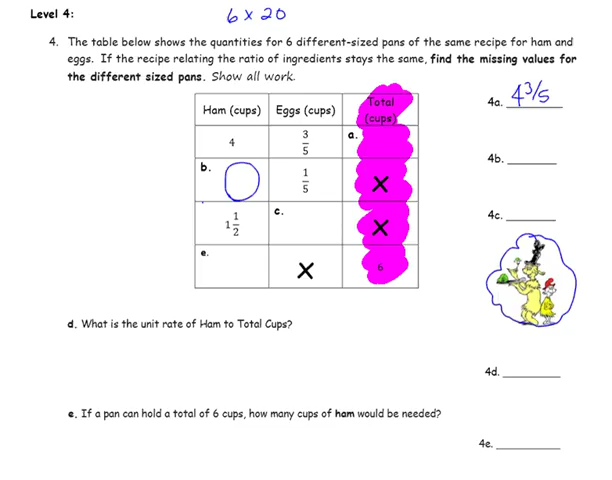 Level 4:
6 x 20
4. The table below shows the quantities for 6 different-sized pans of the same recipe for ham and
eggs. If the recipe relating the ratio of ingredients stays the same, find the missing values for
the different sized pans. Show all work.
Ham (cups) Eggs (cups) Total (cups)
4 3/5 a.
b. 1/5 X
1 1/2 c. X
e. X 6
4a. 4 3/5
4b. ________
4c. ________
d. What is the unit rate of Ham to Total Cups?
4d. ________
e. If a pan can hold a total of 6 cups, how many cups of ham would be needed?
4e. ________